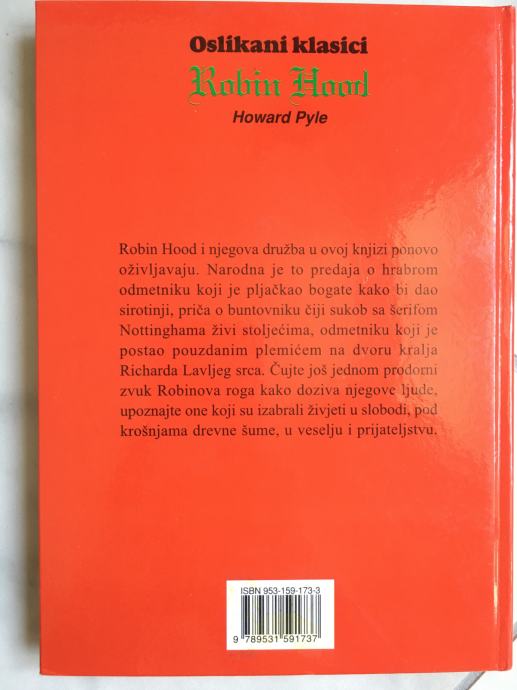 Oslikani klasici
Robin Hood
Howard Pyle
Robin Hood i njegova družba u ovoj knjizi ponovo
oživljavaju. Narodna je to predaja o hrabrom
odmetniku koji je pljačkao bogate kako bi dao
sirotinji, priča o buntovniku čiji sukob sa šerifom
Nottinghama živi stoljećima, odmetniku koji je
postao pouzdanim plemićem na dvoru kralja
Richarda Lavljeg srca. Čujte još jednom prodorni
zvuk Robinova roga kako doziva njegove ljude,
upoznajte one koji su izabrali živjeti u slobodi, pod
krošnjama drevne šume, u veselju i prijateljstvu.
ISBN 953-159-173-3
9 789531 591737